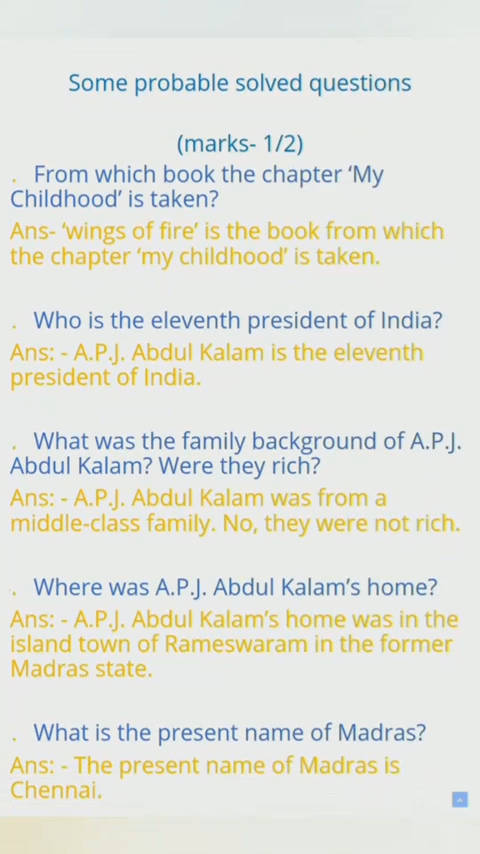 Some probable solved questions
(marks- 1/2)
. From which book the chapter ‘My
Childhood’ is taken?
Ans- ‘wings of fire’ is the book from which
the chapter ‘my childhood’ is taken.
. Who is the eleventh president of India?
Ans: - A.P.J. Abdul Kalam is the eleventh
president of India.
. What was the family background of A.P.J.
Abdul Kalam? Were they rich?
Ans: - A.P.J. Abdul Kalam was from a
middle-class family. No, they were not rich.
. Where was A.P.J. Abdul Kalam’s home?
Ans: - A.P.J. Abdul Kalam’s home was in the
island town of Rameswaram in the former
Madras state.
. What is the present name of Madras?
Ans: - The present name of Madras is
Chennai.